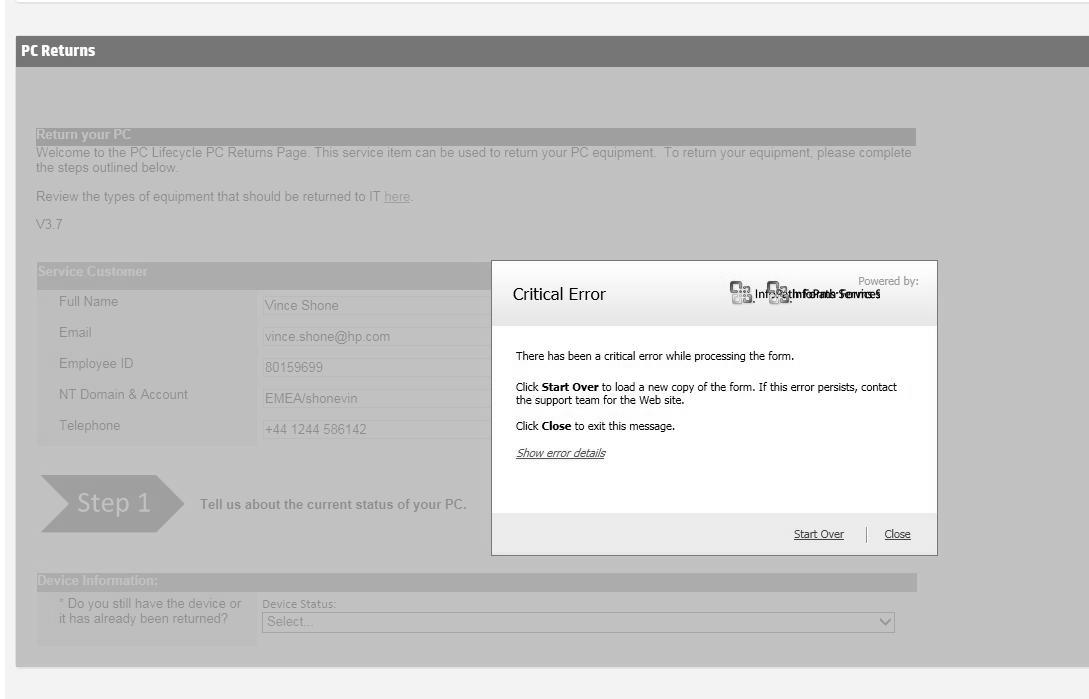 PC Returns
Return your PC
Welcome to the PC Lifecycle PC Returns Page. This service item can be used to return your PC equipment. To return your equipment, please complete
the steps outlined below.
Review the types of equipment that should be returned to IT here.
V3.7
Service Customer
Full Name
Vince Shone
Email
vince.shone@hp.com
Employee ID
80159699
NT Domain & Account
EMEA/shonevin
Telephone
+44 1244 586142
Critical Error
Powered by:
There has been a critical error while processing the form.
Click Start Over to load a new copy of the form. If this error persists, contact
the support team for the Web site.
Click Close to exit this message.
Show error details
Start Over
Close
Step 1
Tell us about the current status of your PC.
Device Information:
* Do you still have the device or
it has already been returned?
Device Status:
Select...